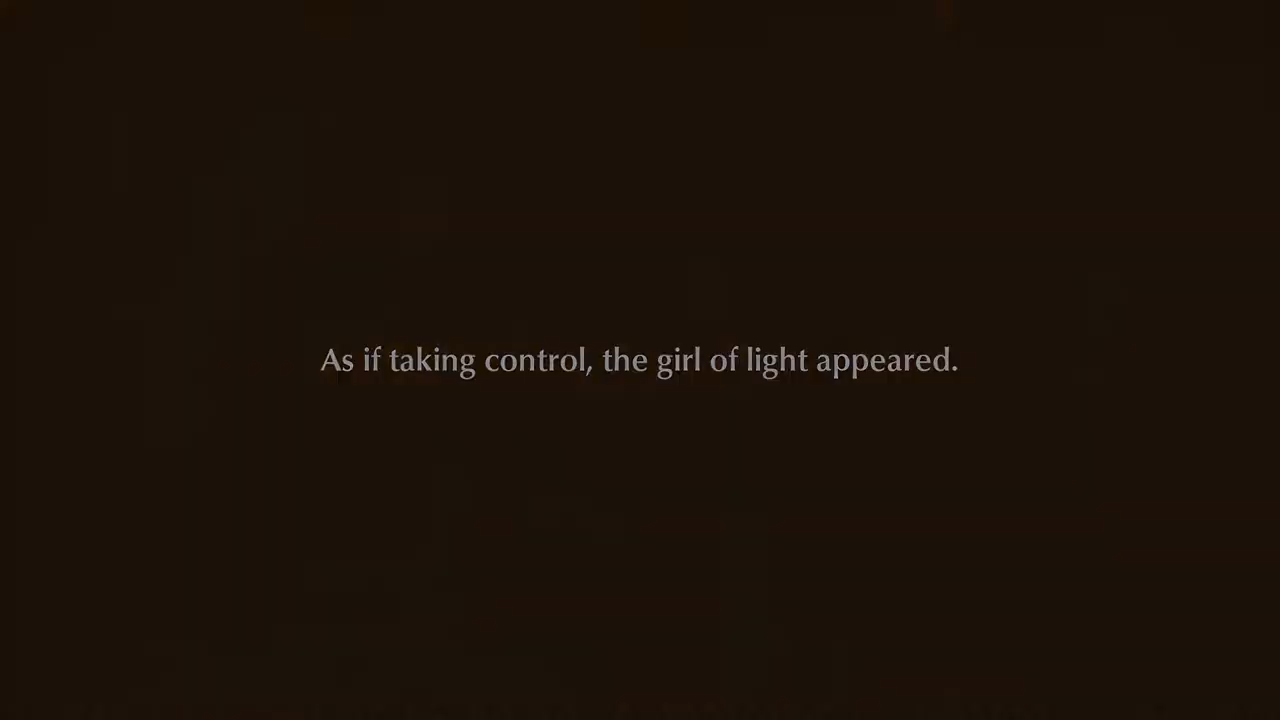 As if taking control, the girl of light appeared.